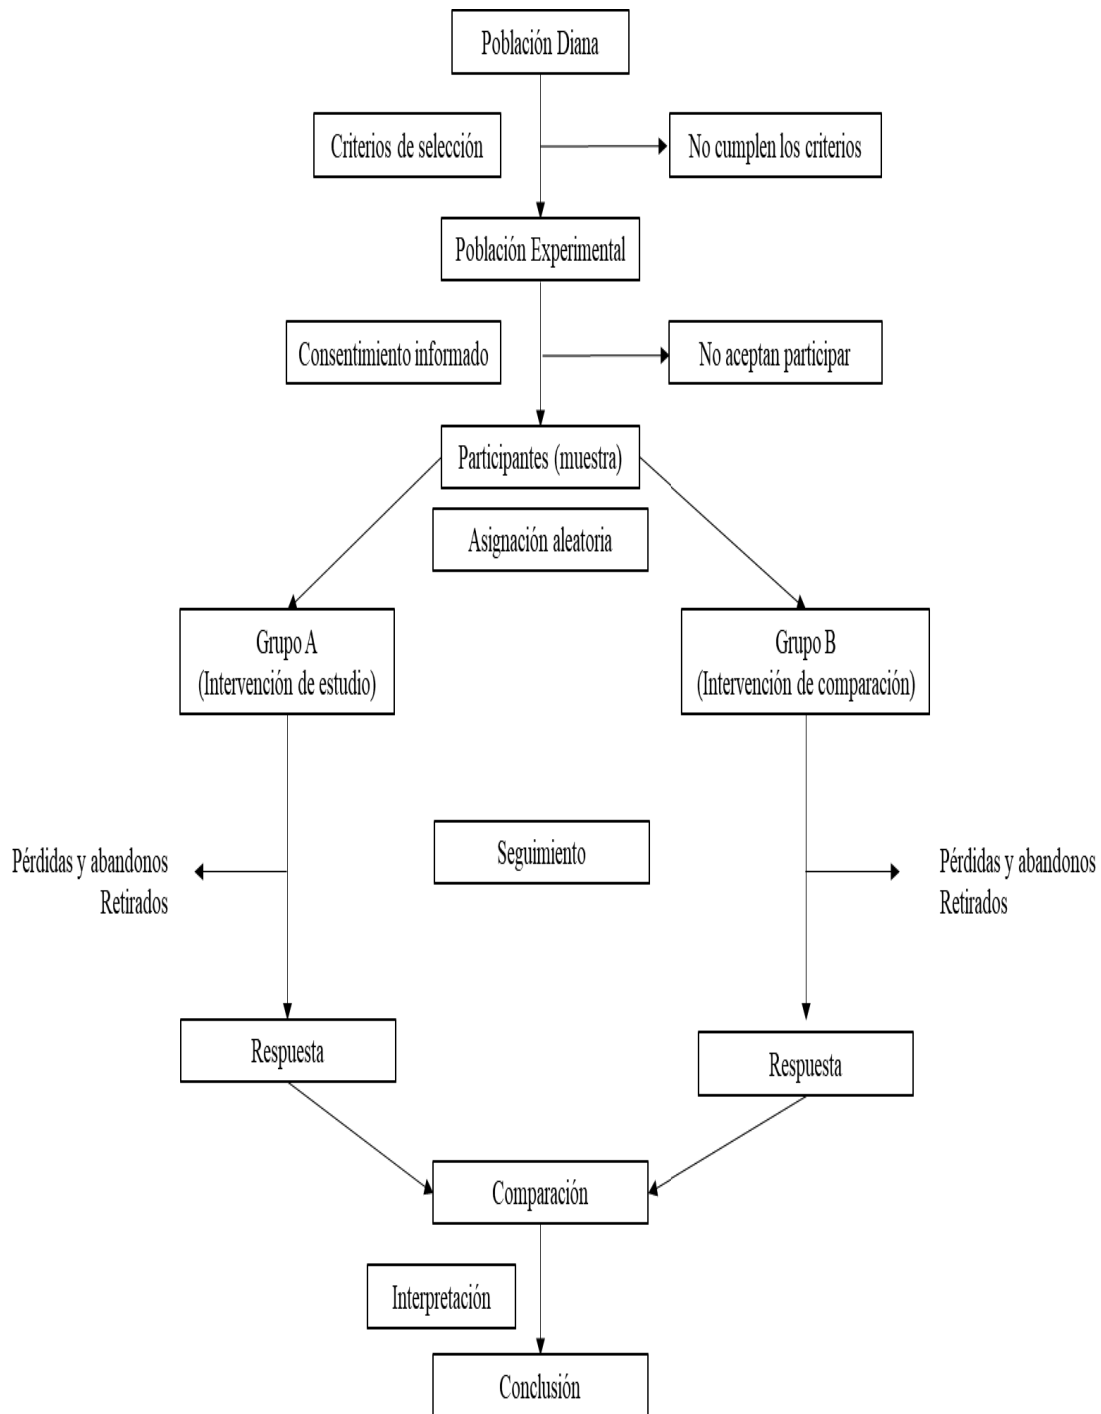 Población Diana
Criterios de selección
No cumplen los criterios
Población Experimental
Consentimiento informado
No aceptan participar
Participantes (muestra)
Asignación aleatoria
Grupo A
(Intervención de estudio)
Grupo B
(Intervención de comparación)
Seguimiento
Pérdidas y abandonos
Retirados
Pérdidas y abandonos
Retirados
Respuesta
Respuesta
Comparación
Interpretación
Conclusión